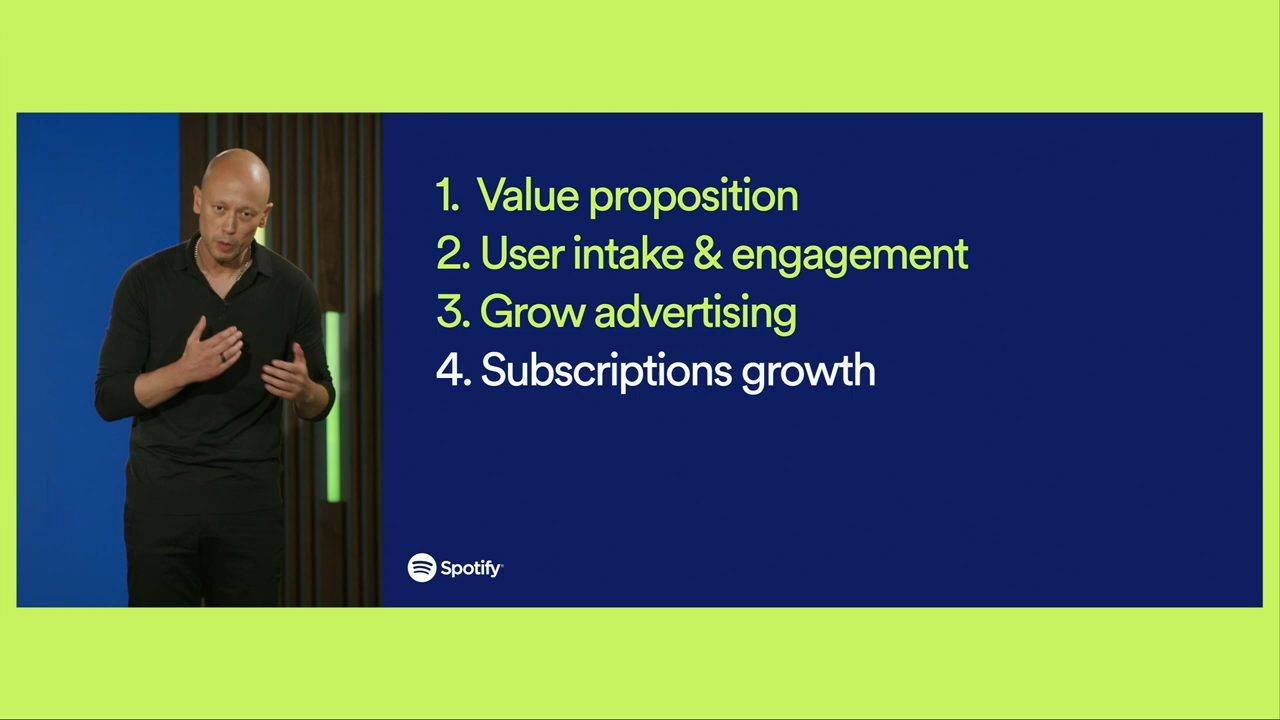 1. Value proposition
2. User intake & engagement
3. Grow advertising
4. Subscriptions growth
Spotify